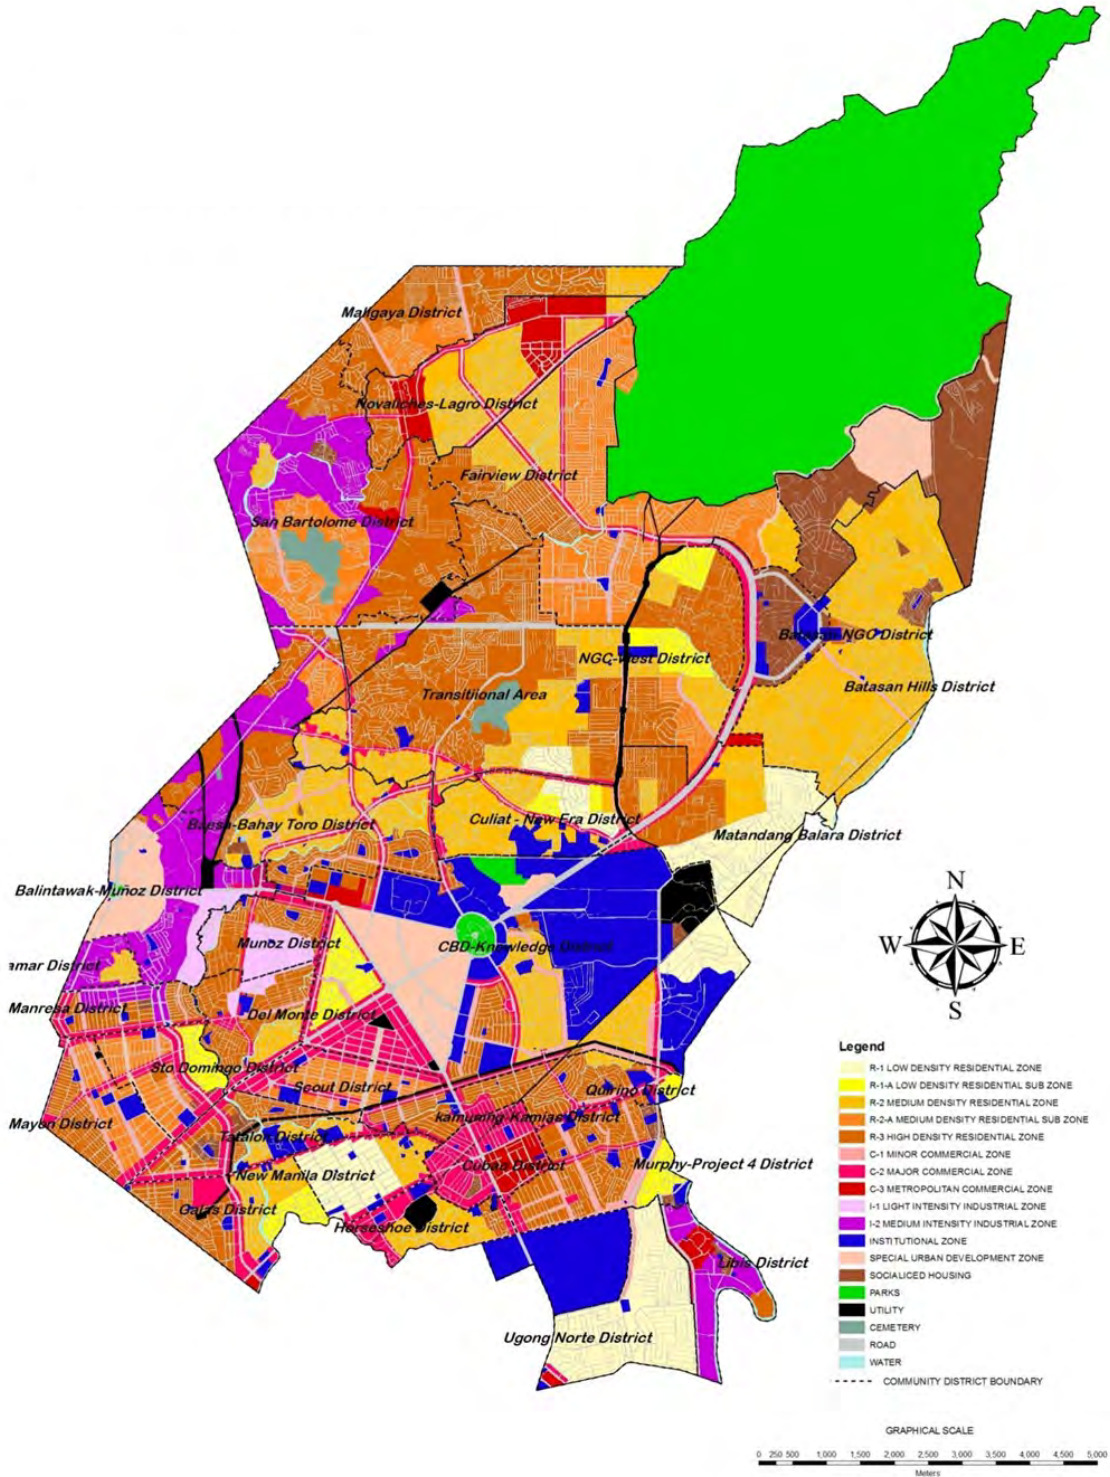 Maligaya District
Novaliches-Lagro District
Fairview District
San Bartolome District
Batasan-NGC District
NGC-West District
Batasan Hills District
Transitiional Area
Baesa-Bahay Toro District
Culiat - New Era District
Matandang Balara District
Balintawak-Muñoz District
N
W E
S
Munoz District
CBD-Knowledge District
amar District
Manresa District
Del Monte District
Sto Domingo District
Scout District
Quirino District
Mayon District
kamuning-Kamias District
Tatalon District
New Manila District
Cubao District
Murphy-Project 4 District
Galas District
Horseshoe District
Libis District
Ugong Norte District
Legend
R-1 LOW DENSITY RESIDENTIAL ZONE
R-1-A LOW DENSITY RESIDENTIAL SUB ZONE
R-2 MEDIUM DENSITY RESIDENTIAL ZONE
R-2-A MEDIUM DENSITY RESIDENTIAL SUB ZONE
R-3 HIGH DENSITY RESIDENTIAL ZONE
C-1 MINOR COMMERCIAL ZONE
C-2 MAJOR COMMERCIAL ZONE
C-3 METROPOLITAN COMMERCIAL ZONE
I-1 LIGHT INTENSITY INDUSTRIAL ZONE
I-2 MEDIUM INTENSITY INDUSTRIAL ZONE
INSTITUTIONAL ZONE
SPECIAL URBAN DEVELOPMENT ZONE
SOCIALICED HOUSING
PARKS
UTILITY
CEMETERY
ROAD
WATER
COMMUNITY DISTRICT BOUNDARY
GRAPHICAL SCALE
0 250 500 1,000 1,500 2,000 2,500 3,000 3,500 4,000 4,500 5,000
Meters